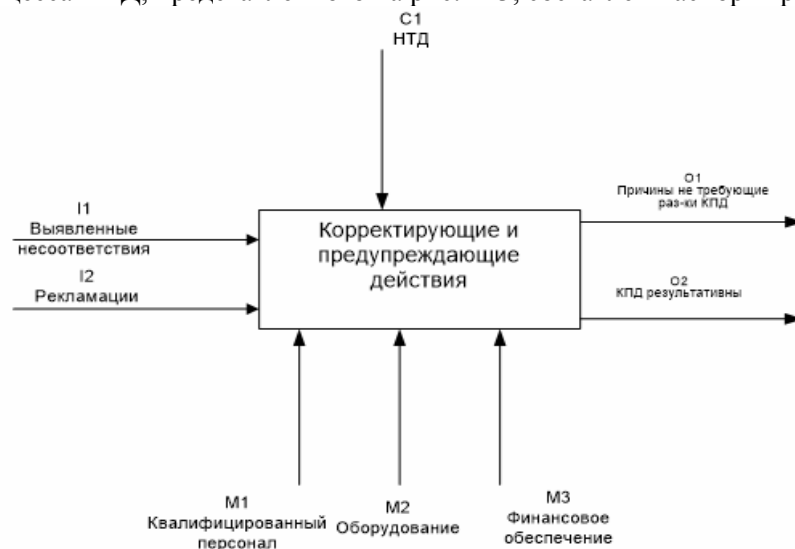 C1
НТД
I1
Выявленные
несоответствия
I2
Рекламации
Корректирующие и
предупреждающие
действия
O1
Причины не требующие
раз-ки КПД
O2
КПД результативны
M1
Квалифицированный
персонал
M2
Оборудование
M3
Финансовое
обеспечение